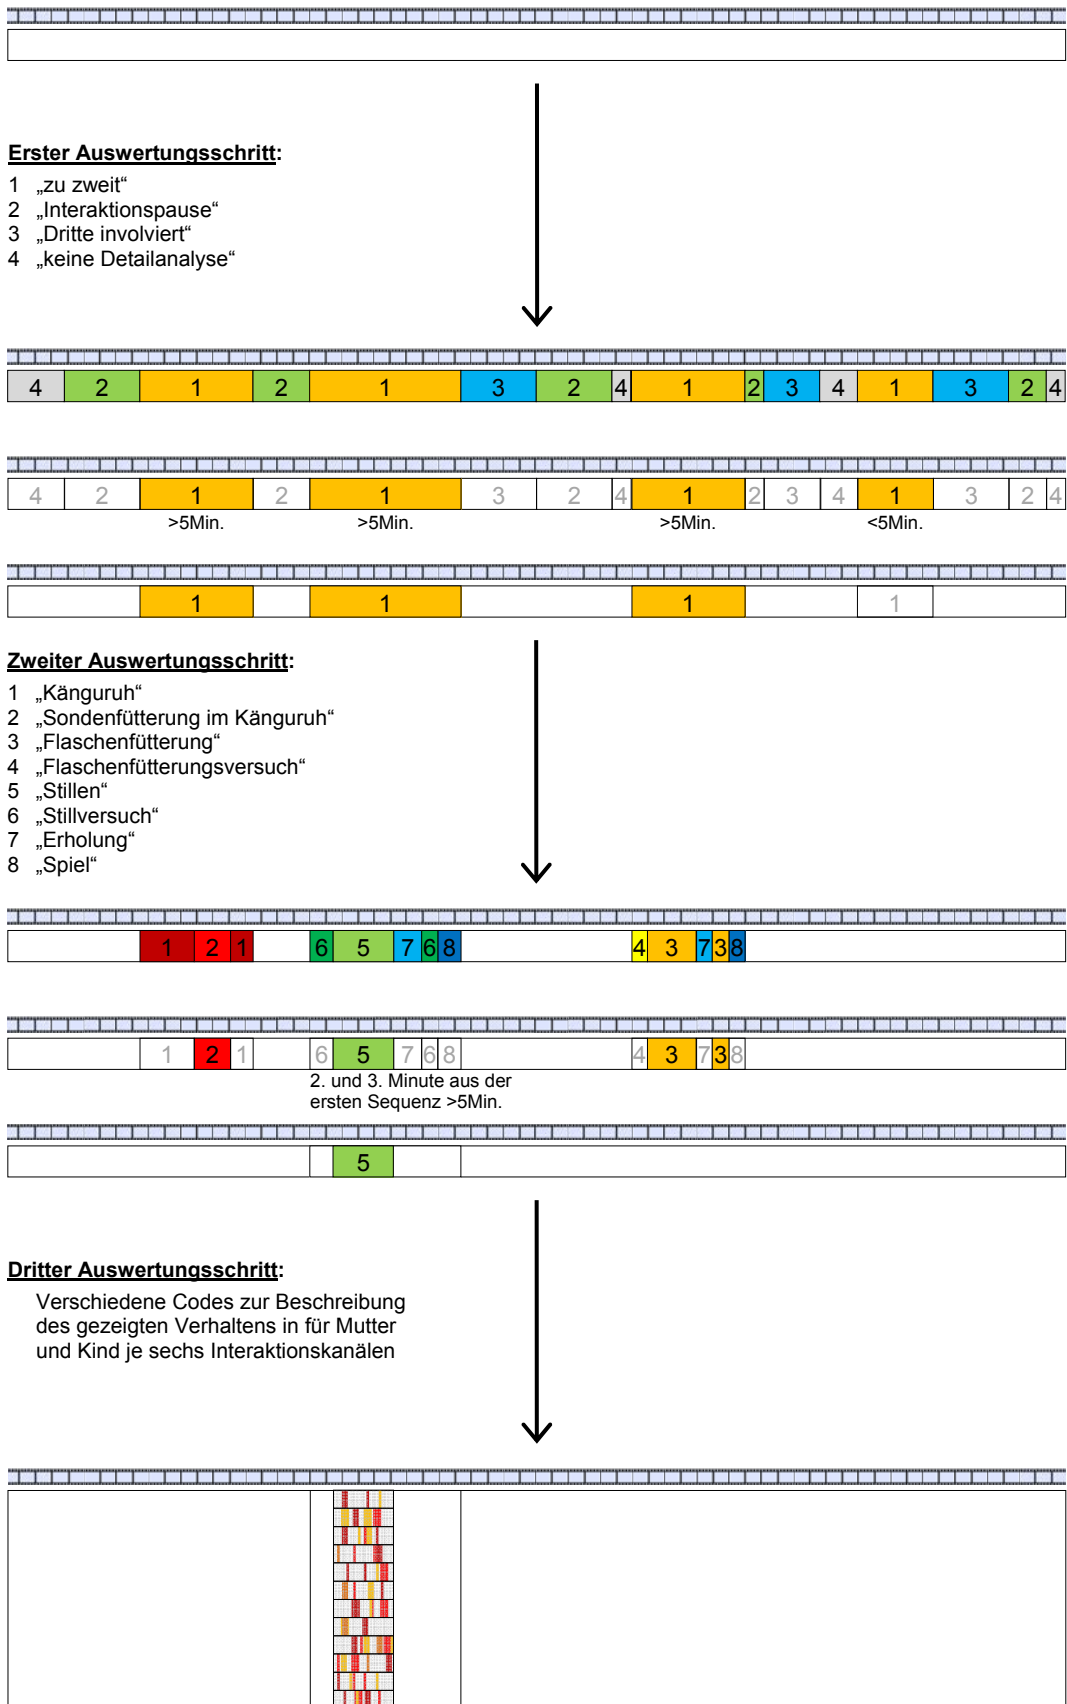 Erster Auswertungsschritt:
1 „zu zweit“
2 „Interaktionspause“
3 „Dritte involviert“
4 „keine Detailanalyse“
4 2 1 2 1 3 2 4 1 2 3 4 1 3 2 4
4 2 1 2 1 3 2 4 1 2 3 4 1 3 2 4
>5Min. >5Min. >5Min. <5Min.
1 1 1 1
Zweiter Auswertungsschritt:
1 „Känguruh“
2 „Sondenfütterung im Känguruh“
3 „Flaschenfütterung“
4 „Flaschenfütterungsversuch“
5 „Stillen“
6 „Stillversuch“
7 „Erholung“
8 „Spiel“
1 2 1 6 5 7 6 8 4 3 7 3 8
1 2 1 6 5 7 6 8 4 3 7 3 8
2. und 3. Minute aus der
ersten Sequenz >5Min.
5
Dritter Auswertungsschritt:
Verschiedene Codes zur Beschreibung
des gezeigten Verhaltens in für Mutter
und Kind je sechs Interaktionskanälen